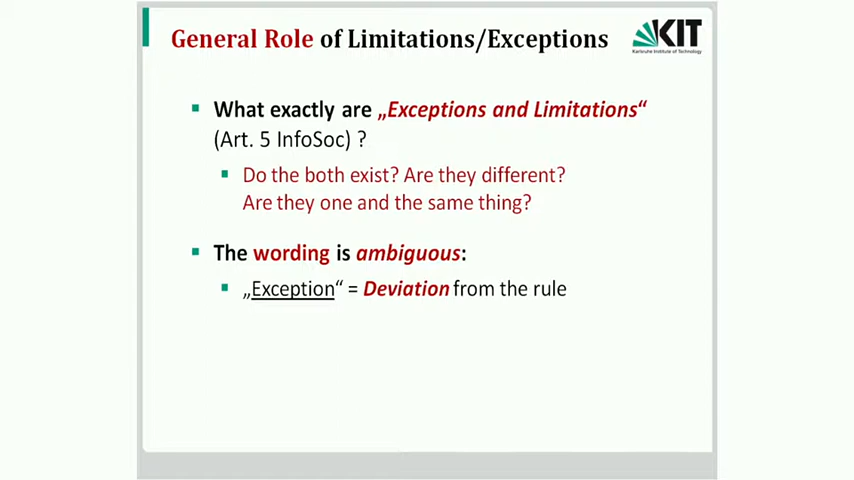 General Role of Limitations/Exceptions
KIT
Karlsruhe Institute of Technology
What exactly are „Exceptions and Limitations“
(Art. 5 InfoSoc) ?
Do the both exist? Are they different?
Are they one and the same thing?
The wording is ambiguous:
„Exception“ = Deviation from the rule